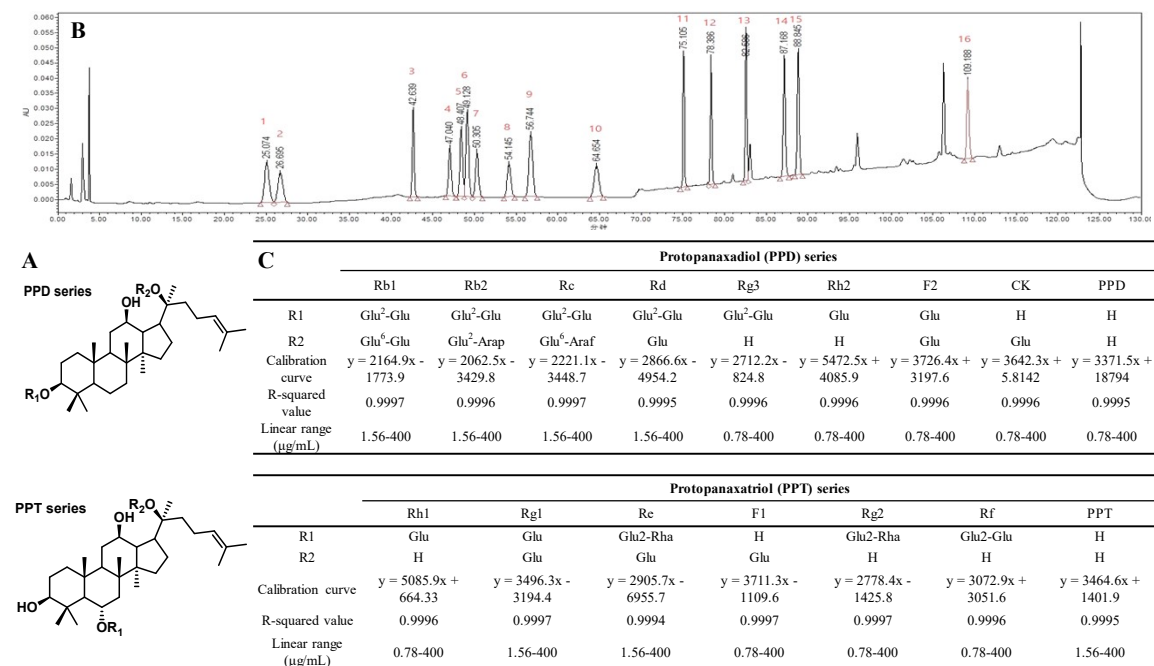 B
AU
0.060
0.055
0.050
0.045
0.040
0.035
0.030
0.025
0.020
0.015
0.010
0.005
0.000
1 2 3 4 5 6 7 8 9 10 11 12 13 14 15 16
25.074
26.695
42.639
47.040
48.407
49.128
50.305
54.145
56.744
64.654
75.105
78.386
87.168
88.845
109.188
0.0 5.00 10.00 15.00 20.00 25.00 30.00 35.00 40.00 45.00 50.00 55.00 60.00 65.00 70.00 75.00 80.00 85.00 90.00 95.00 100.00 105.00 110.00 115.00 120.00 125.00 130.00
分钟
A
PPD series
R₂O
OH
R₁O
PPT series
R₂O
OH
HO
OR₁
C
Protopanaxadiol (PPD) series
Rb1 Rb2 Rc Rd Rg3 Rh2 F2 CK PPD
R1 Glu²-Glu Glu²-Glu Glu²-Glu Glu²-Glu Glu²-Glu Glu Glu H H
R2 Glu⁶-Glu Glu²-Arap Glu⁶-Araf Glu H H Glu Glu H
Calibration y = 2164.9x - y = 2062.5x - y = 2221.1x - y = 2866.6x - y = 2712.2x - y = 5472.5x + y = 3726.4x + y = 3642.3x + y = 3371.5x +
curve 1773.9 3429.8 3448.7 4954.2 824.8 4085.9 3197.6 5.8142 18794
R-squared
value 0.9997 0.9996 0.9997 0.9995 0.9996 0.9996 0.9996 0.9996 0.9995
Linear range
(μg/mL) 1.56-400 1.56-400 1.56-400 1.56-400 0.78-400 0.78-400 0.78-400 0.78-400 0.78-400
Protopanaxatriol (PPT) series
Rh1 Rg1 Re F1 Rg2 Rf PPT
R1 Glu Glu Glu2-Rha H Glu2-Rha Glu2-Glu H
R2 H Glu Glu Glu H H H
Calibration curve y = 5085.9x + y = 3496.3x - y = 2905.7x- y = 3711.3x - y = 2778.4x - y = 3072.9x + y = 3464.6x +
664.33 3194.4 6955.7 1109.6 1425.8 3051.6 1401.9
R-squared value 0.9996 0.9997 0.9994 0.9997 0.9997 0.9996 0.9995
Linear range
(μg/mL) 0.78-400 1.56-400 1.56-400 0.78-400 0.78-400 0.78-400 1.56-400